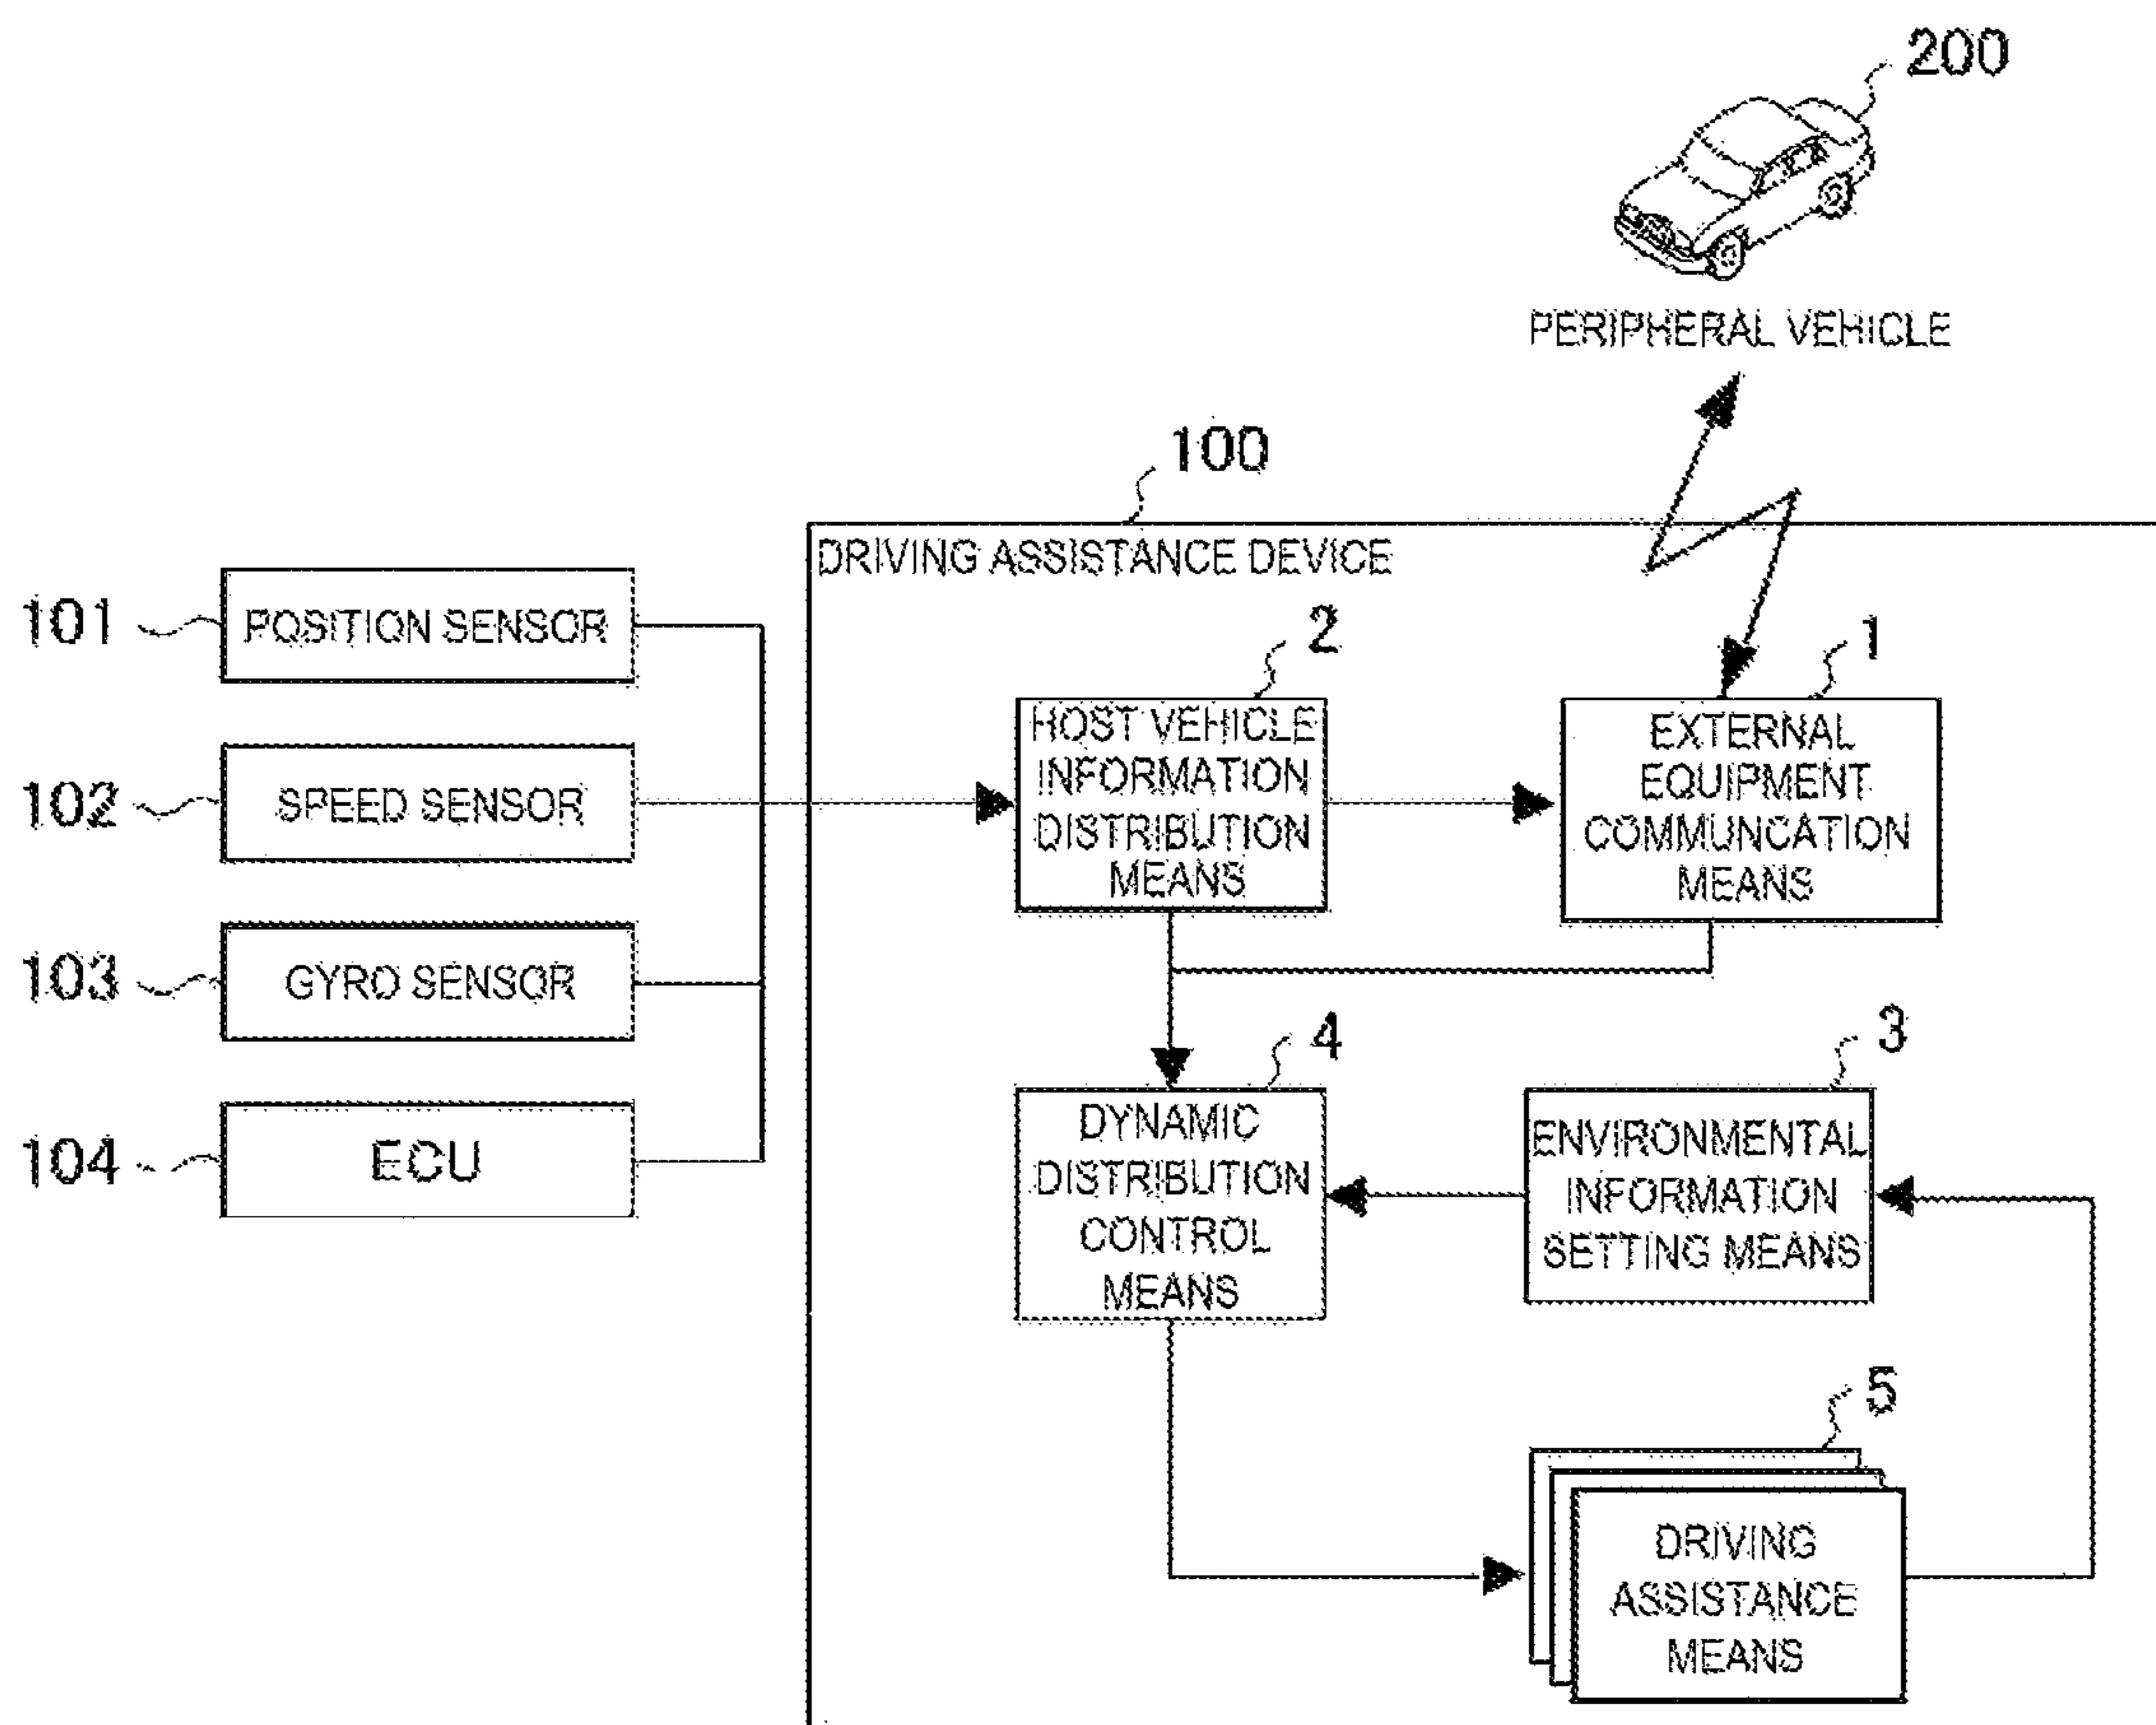 200
PERIPHERAL VEHICLE
100
DRIVING ASSISTANCE DEVICE
101
POSITION SENSOR
102
SPEED SENSOR
103
GYRO SENSOR
104
ECU
2
HOST VEHICLE
INFORMATION
DISTRIBUTION
MEANS
1
EXTERNAL
EQUIPMENT
COMMUNCATION
MEANS
4
DYNAMIC
DISTRIBUTION
CONTROL
MEANS
3
ENVIRONMENTAL
INFORMATION
SETTING MEANS
5
DRIVING
ASSISTANCE
MEANS